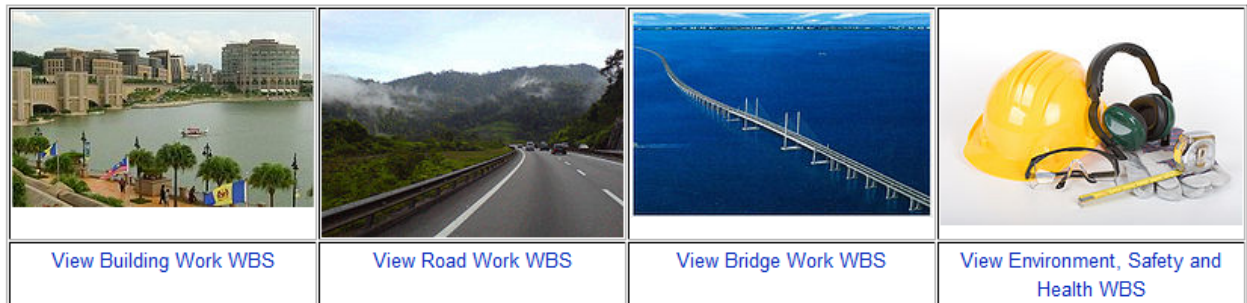 View Building Work WBS
View Road Work WBS
View Bridge Work WBS
View Environment, Safety and
Health WBS